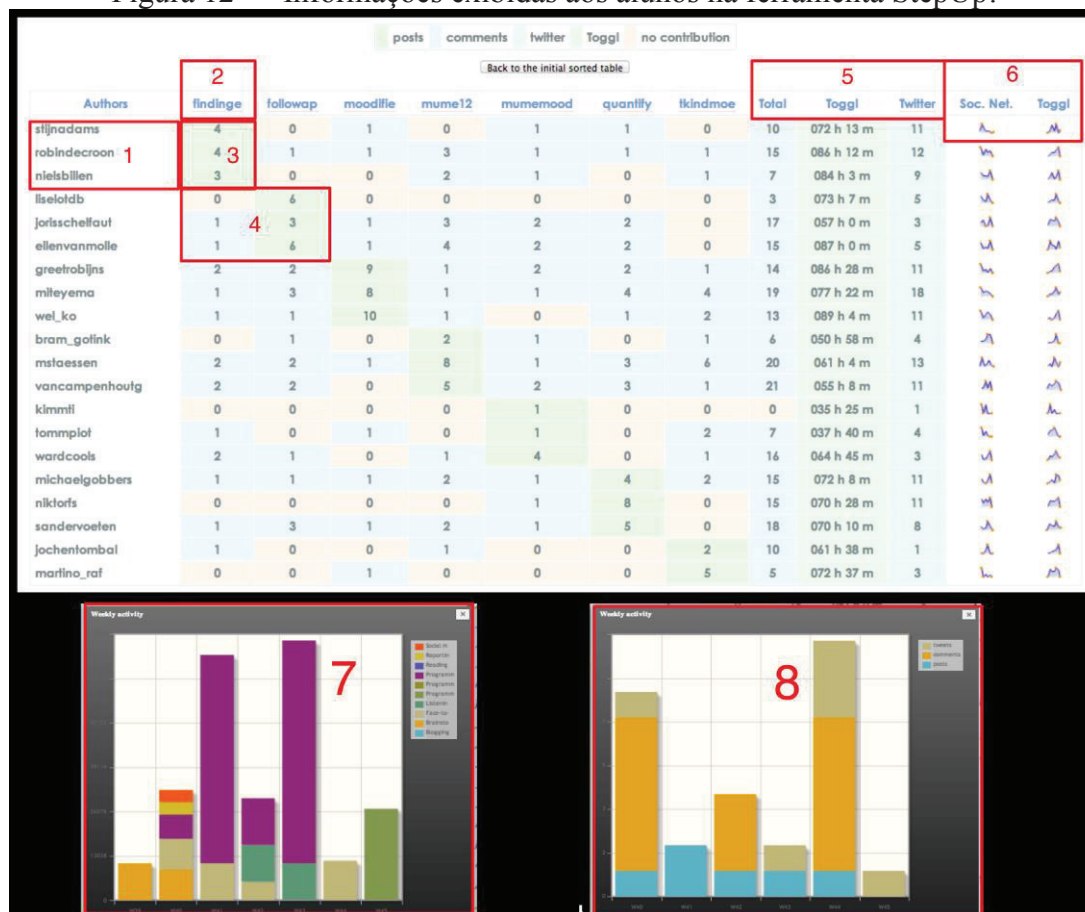 Figura 12 — Informações exibidas aos alunos na ferramenta StepUp!
posts comments twitter Toggl no contribution
Back to the initial sorted table
2 5 6
Authors findinge followap moodifie mume12 mumemood quantify tkindmoe Total Toggl Twitter Soc. Net. Toggl
stijnadams 4 0 1 0 1 1 0 10 072 h 13 m 11
robindecroon 4 1 1 3 1 1 1 15 086 h 12 m 12
1 3
nielsbillen 3 0 0 2 1 0 1 7 084 h 3 m 9
liselotdb 0 6 0 0 0 0 0 3 073 h 7 m 5
jorisschelfaut 1 3 1 3 2 2 0 17 057 h 0 m 3
4
ellenvanmolle 1 6 1 4 2 2 0 15 087 h 0 m 5
greetrobijns 2 2 9 1 2 2 1 14 086 h 28 m 11
miteyema 1 3 8 1 1 4 4 19 077 h 22 m 18
wei_ko 1 1 10 1 0 1 2 13 089 h 4 m 11
bram_gotink 0 1 0 2 1 0 1 6 050 h 58 m 4
mstaessen 2 2 1 8 1 3 6 20 061 h 4 m 13
vancampenhoutg 2 2 0 5 2 3 1 21 055 h 8 m 11
kimmti 0 0 0 0 1 0 0 0 035 h 25 m 1
tommpiot 1 0 1 0 1 0 2 7 037 h 40 m 4
wardcools 2 1 0 1 4 0 1 16 064 h 45 m 3
michaelgobbers 1 1 1 2 1 4 2 15 072 h 8 m 11
niktorfs 0 0 0 0 1 8 0 15 070 h 28 m 11
sandervoeten 1 3 1 2 1 5 0 18 070 h 10 m 8
jochentombal 1 0 0 1 0 0 2 10 061 h 38 m 1
martino_raf 0 0 1 0 0 0 5 5 072 h 37 m 3
Weekly activity
7
Social m
Reportin
Reading
Programm
Programm
Programm
Listenin
Face-to-
Brainsto
Blogging
Weekly activity
8
tweets
comments
posts